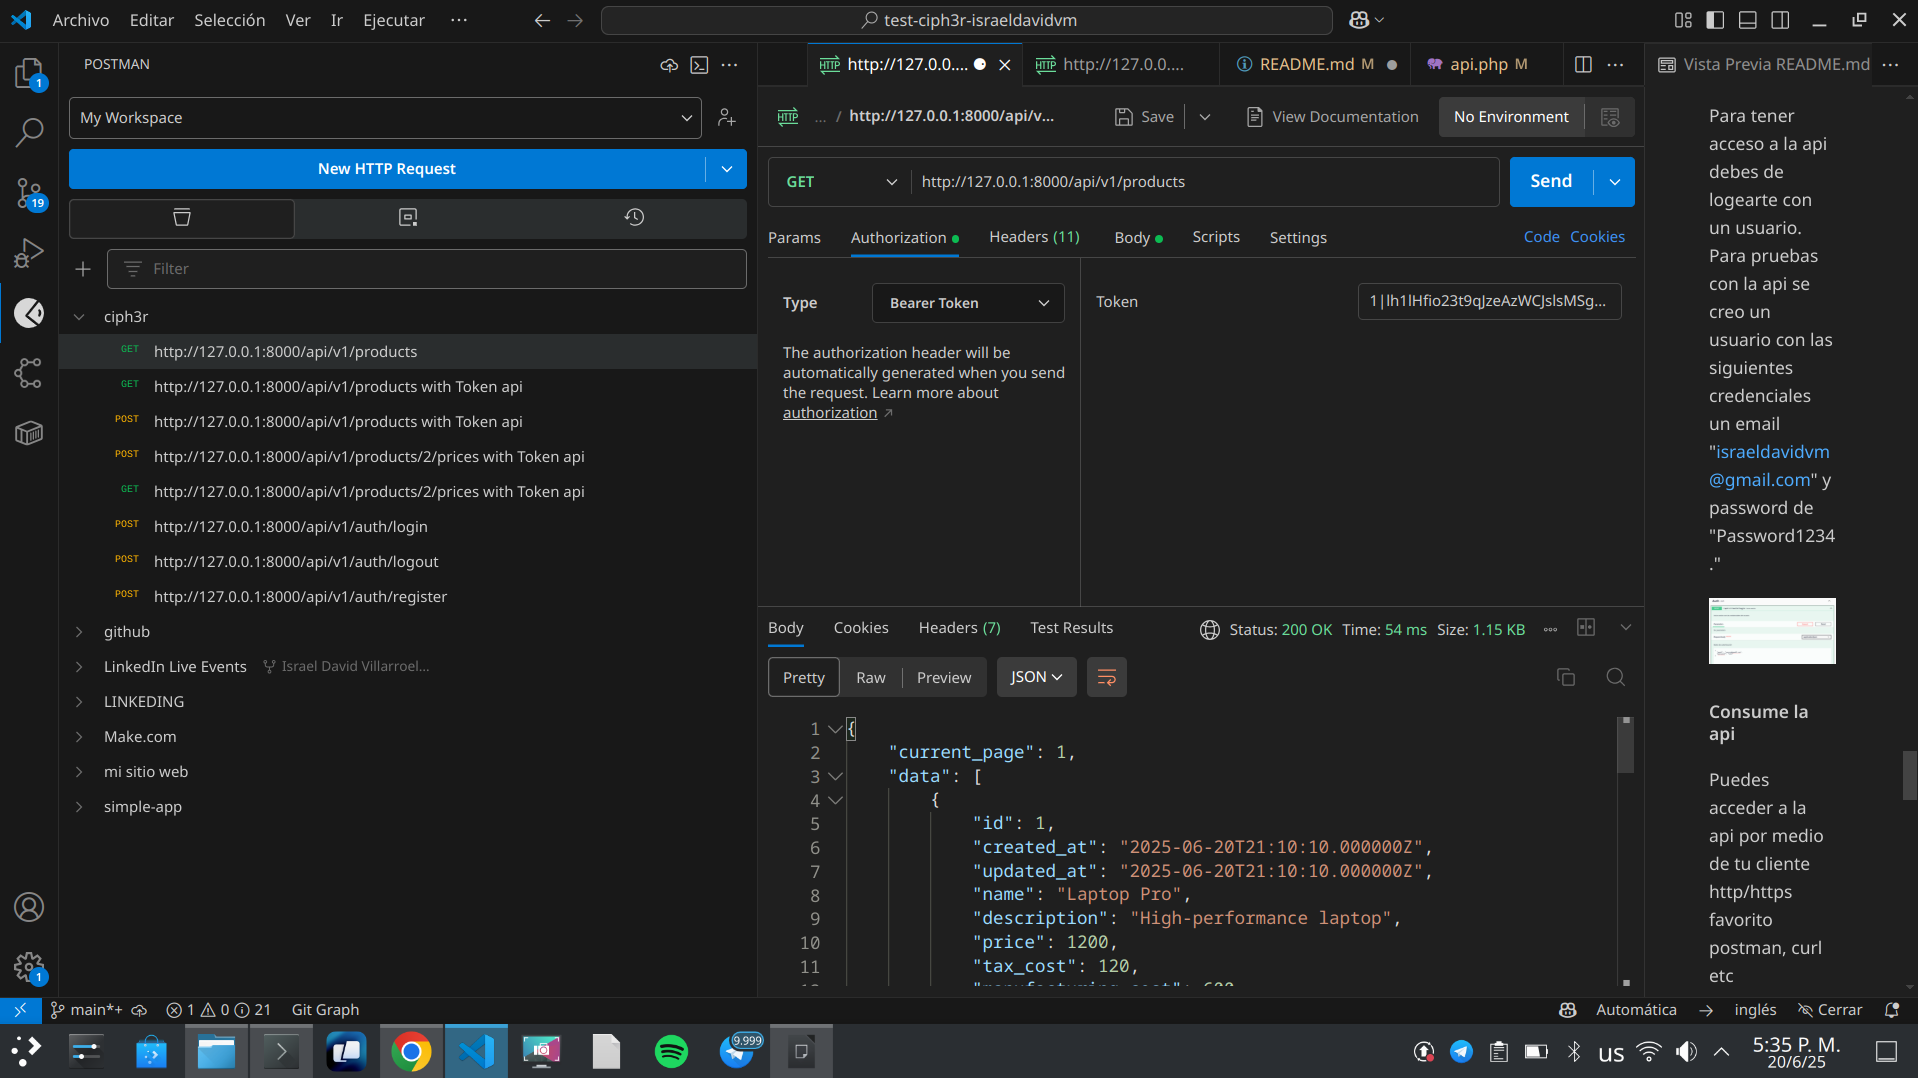 Archivo Editar Selección Ver Ir Ejecutar ···
test-ciph3r-israeldavidvm
1
19
1
POSTMAN
My Workspace
New HTTP Request
Filter
ciph3r
GET http://127.0.0.1:8000/api/v1/products
GET http://127.0.0.1:8000/api/v1/products with Token api
POST http://127.0.0.1:8000/api/v1/products with Token api
POST http://127.0.0.1:8000/api/v1/products/2/prices with Token api
GET http://127.0.0.1:8000/api/v1/products/2/prices with Token api
POST http://127.0.0.1:8000/api/v1/auth/login
POST http://127.0.0.1:8000/api/v1/auth/logout
POST http://127.0.0.1:8000/api/v1/auth/register
github
LinkedIn Live Events Israel David Villarroel...
LINKEDING
Make.com
mi sitio web
simple-app
HTTP http://127.0.0.... HTTP http://127.0.0.... README.md M api.php M
HTTP ... / http://127.0.0.1:8000/api/v... Save View Documentation No Environment
GET http://127.0.0.1:8000/api/v1/products Send
Params Authorization Headers (11) Body Scripts Settings Code Cookies
Type Bearer Token Token 1|lh1lHfio23t9qJzeAzWCJslsMSg...
The authorization header will be
automatically generated when you send
the request. Learn more about
authorization
Body Cookies Headers (7) Test Results Status: 200 OK Time: 54 ms Size: 1.15 KB
Pretty Raw Preview JSON
1 {
2 "current_page": 1,
3 "data": [
4 {
5 "id": 1,
6 "created_at": "2025-06-20T21:10:10.000000Z",
7 "updated_at": "2025-06-20T21:10:10.000000Z",
8 "name": "Laptop Pro",
9 "description": "High-performance laptop",
10 "price": 1200,
11 "tax_cost": 120,
Vista Previa README.md
Para tener
acceso a la api
debes de
logearte con
un usuario.
Para pruebas
con la api se
creo un
usuario con las
siguientes
credenciales
un email
"israeldavidvm
@gmail.com" y
password de
"Password1234
."
Consume la
api
Puedes
acceder a la
api por medio
de tu cliente
http/https
favorito
postman, curl
etc
main*+ 1 0 21 Git Graph Automática inglés Cerrar
9.999
us
5:35 P. M.
20/6/25